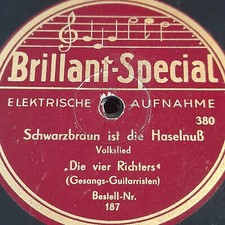 Brillant-Special
ELEKTRISCHE AUFNAHME
380
Schwarzbraun ist die Haselnuß
Volkslied
„Die vier Richters“
(Gesangs-Guitarristen)
Bestell-Nr.
187